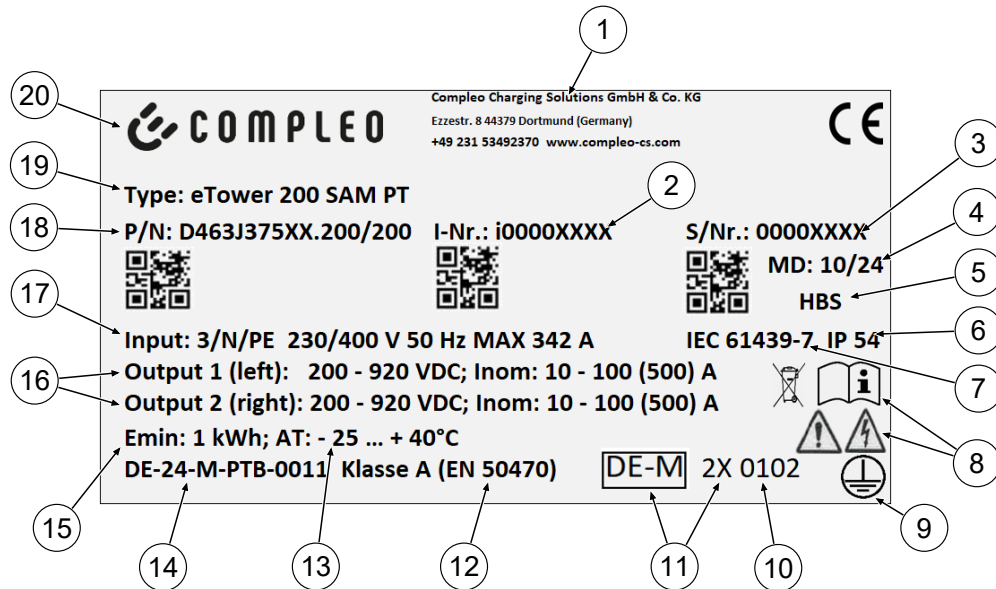 1
20
COMPLEO
Compleo Charging Solutions GmbH & Co. KG
Ezzestr. 8 44379 Dortmund (Germany)
+49 231 53492370 www.compleo-cs.com
CE
19
Type: eTower 200 SAM PT
2
3
18
P/N: D463J375XX.200/200 I-Nr.: i0000XXXX S/Nr.: 0000XXXX
4
MD: 10/24
5
HBS
17
Input: 3/N/PE 230/400 V 50 Hz MAX 342 A IEC 61439-7 IP 54
6
7
16
Output 1 (left): 200 - 920 VDC; Inom: 10 - 100 (500) A
Output 2 (right): 200 - 920 VDC; Inom: 10 - 100 (500) A
i
Emin: 1 kWh; AT: - 25 ... + 40°C
8
DE-24-M-PTB-0011 Klasse A (EN 50470) DE-M 2X 0102
15
14
13
12
11
10
9